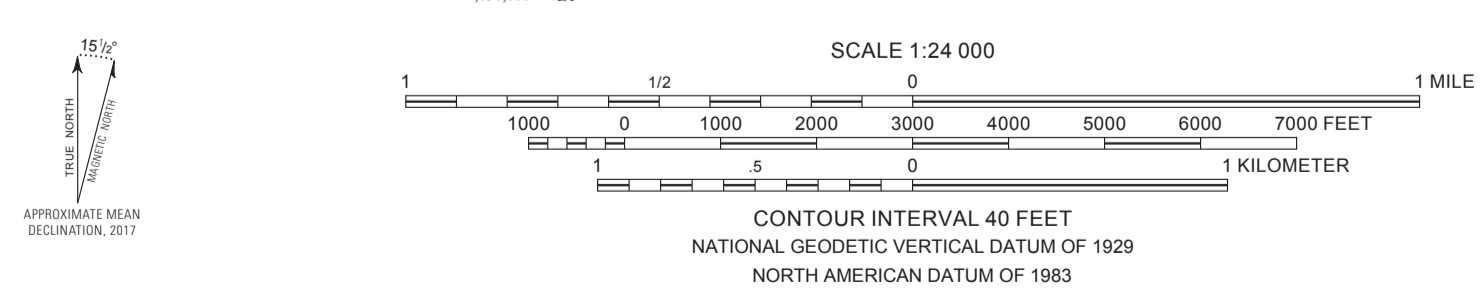 15½°
TRUE NORTH
MAGNETIC NORTH
APPROXIMATE MEAN
DECLINATION, 2017
SCALE 1:24 000
1 1/2 0 1 MILE
1000 0 1000 2000 3000 4000 5000 6000 7000 FEET
1 .5 0 1 KILOMETER
CONTOUR INTERVAL 40 FEET
NATIONAL GEODETIC VERTICAL DATUM OF 1929
NORTH AMERICAN DATUM OF 1983